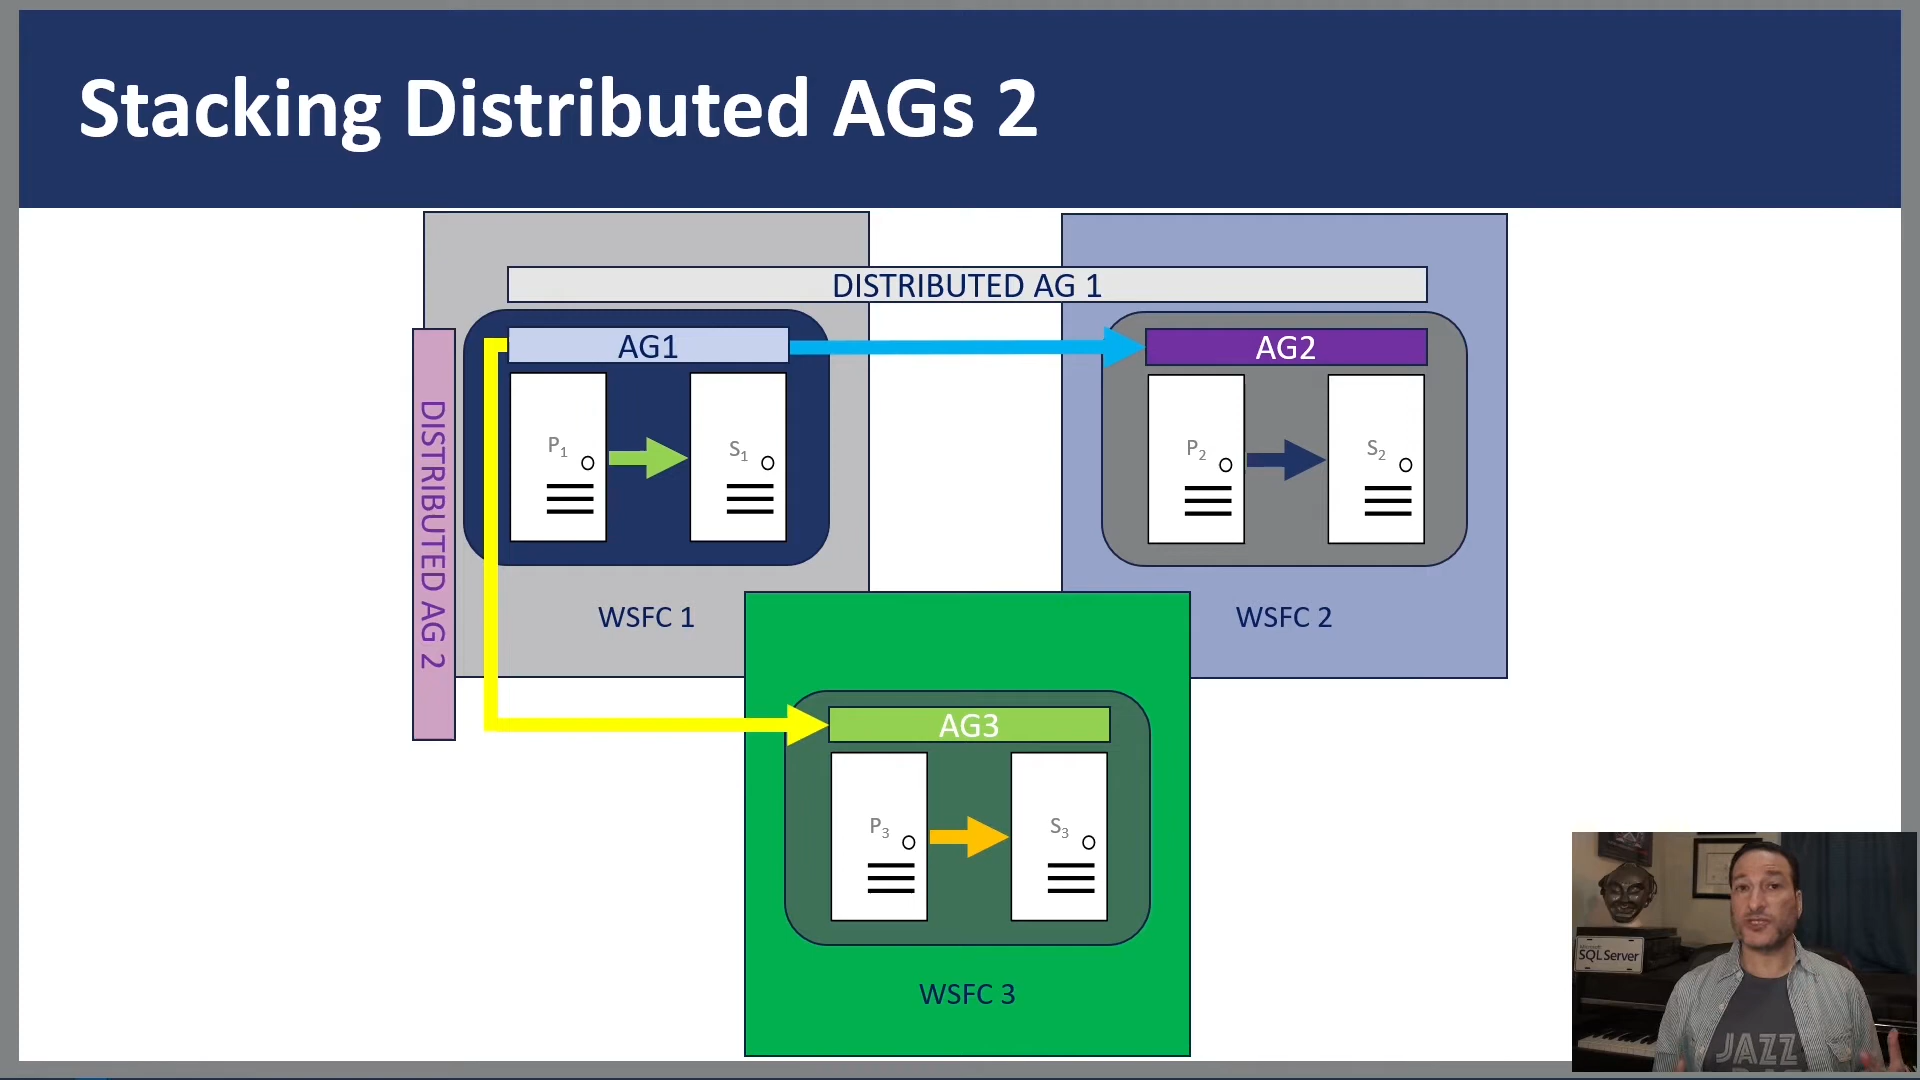 Stacking Distributed AGs 2
DISTRIBUTED AG 1
AG1
AG2
DISTRIBUTED AG 2
P1
S1
P2
S2
WSFC 1
WSFC 2
AG3
P3
S3
WSFC 3
SQL Server
JAZZ